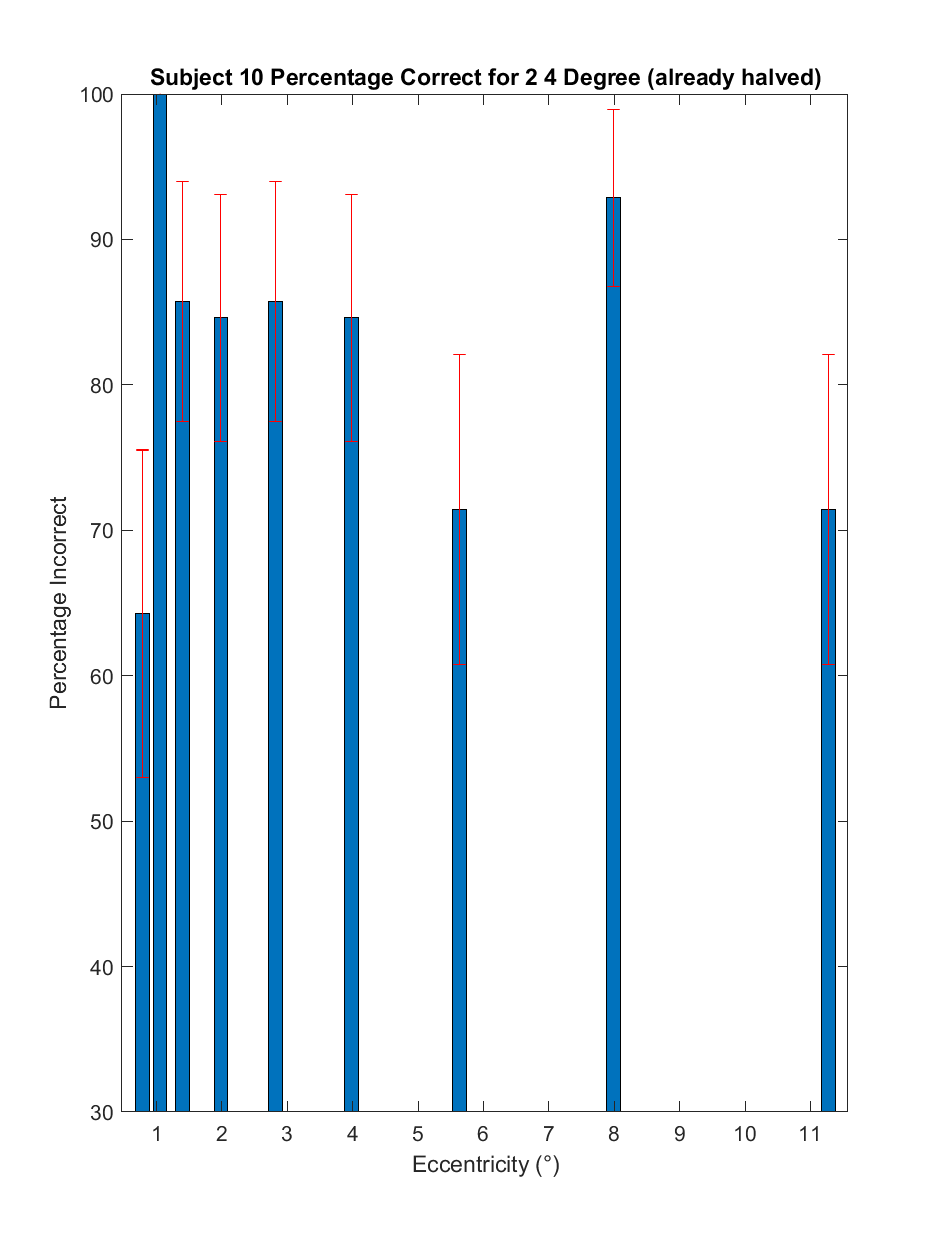 Subject 10 Percentage Correct for 2 4 Degree (already halved)
100
90
80
70
60
50
40
30
Percentage Incorrect
1 2 3 4 5 6 7 8 9 10 11
Eccentricity (°)